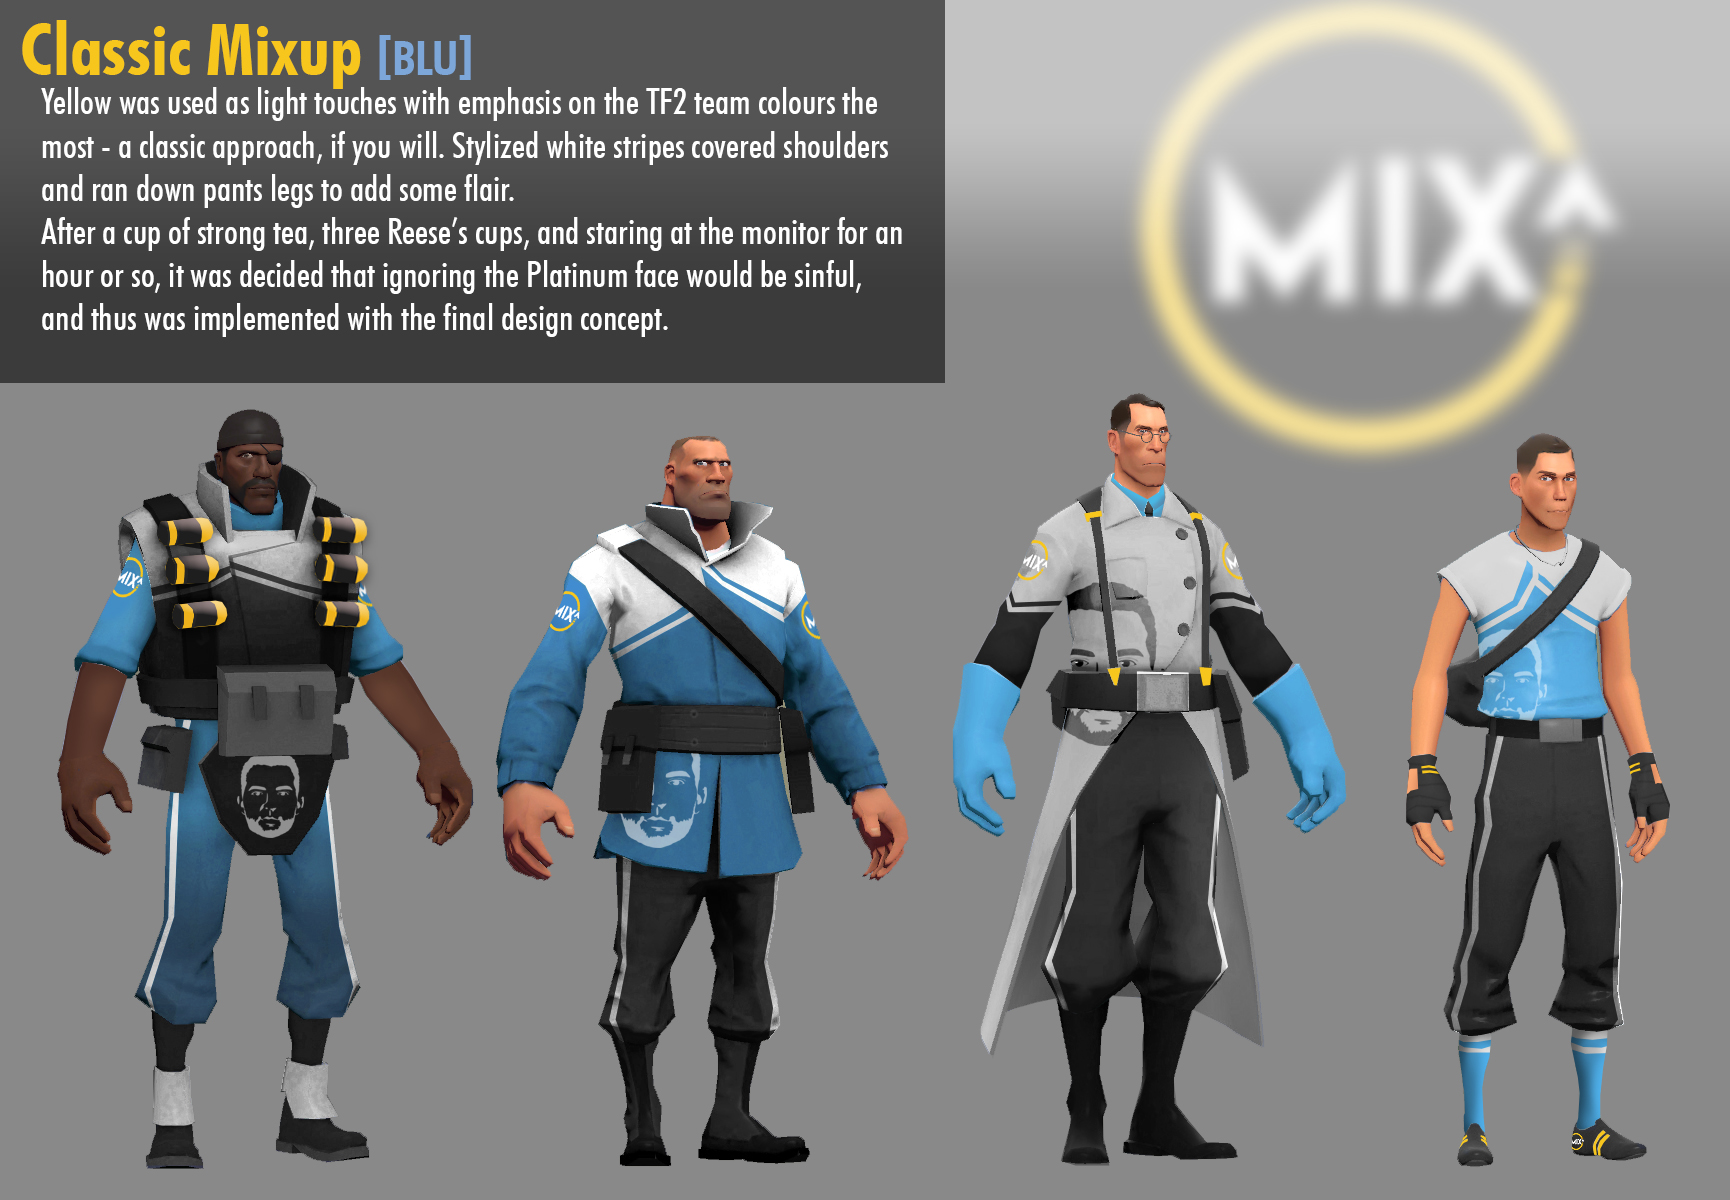 Classic Mixup [BLU]
Yellow was used as light touches with emphasis on the TF2 team colours the
most - a classic approach, if you will. Stylized white stripes covered shoulders
and ran down pants legs to add some flair.
After a cup of strong tea, three Reese's cups, and staring at the monitor for an
hour or so, it was decided that ignoring the Platinum face would be sinful,
and thus was implemented with the final design concept.
MIX^
MIX^
MIX^
MIX^
MIX^